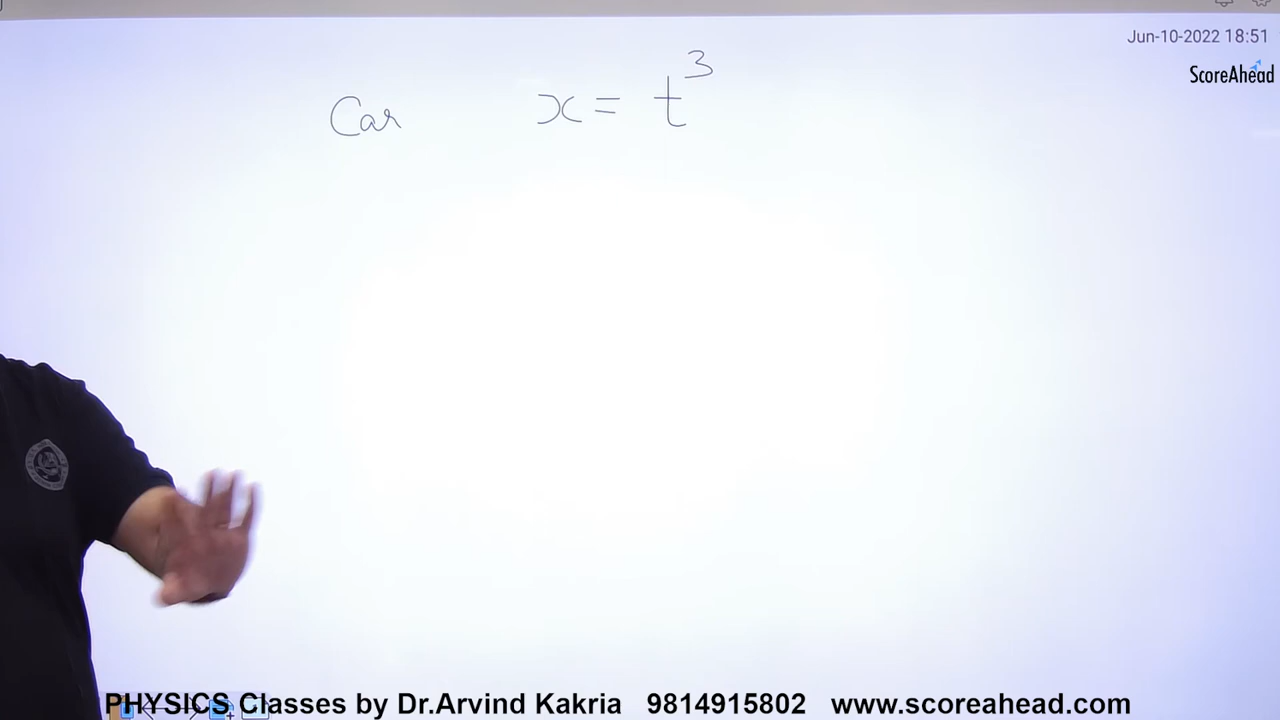 Jun-10-2022 18:51
ScoreAhead
Car x = t³
PHYSICS Classes by Dr.Arvind Kakria 9814915802 www.scoreahead.com